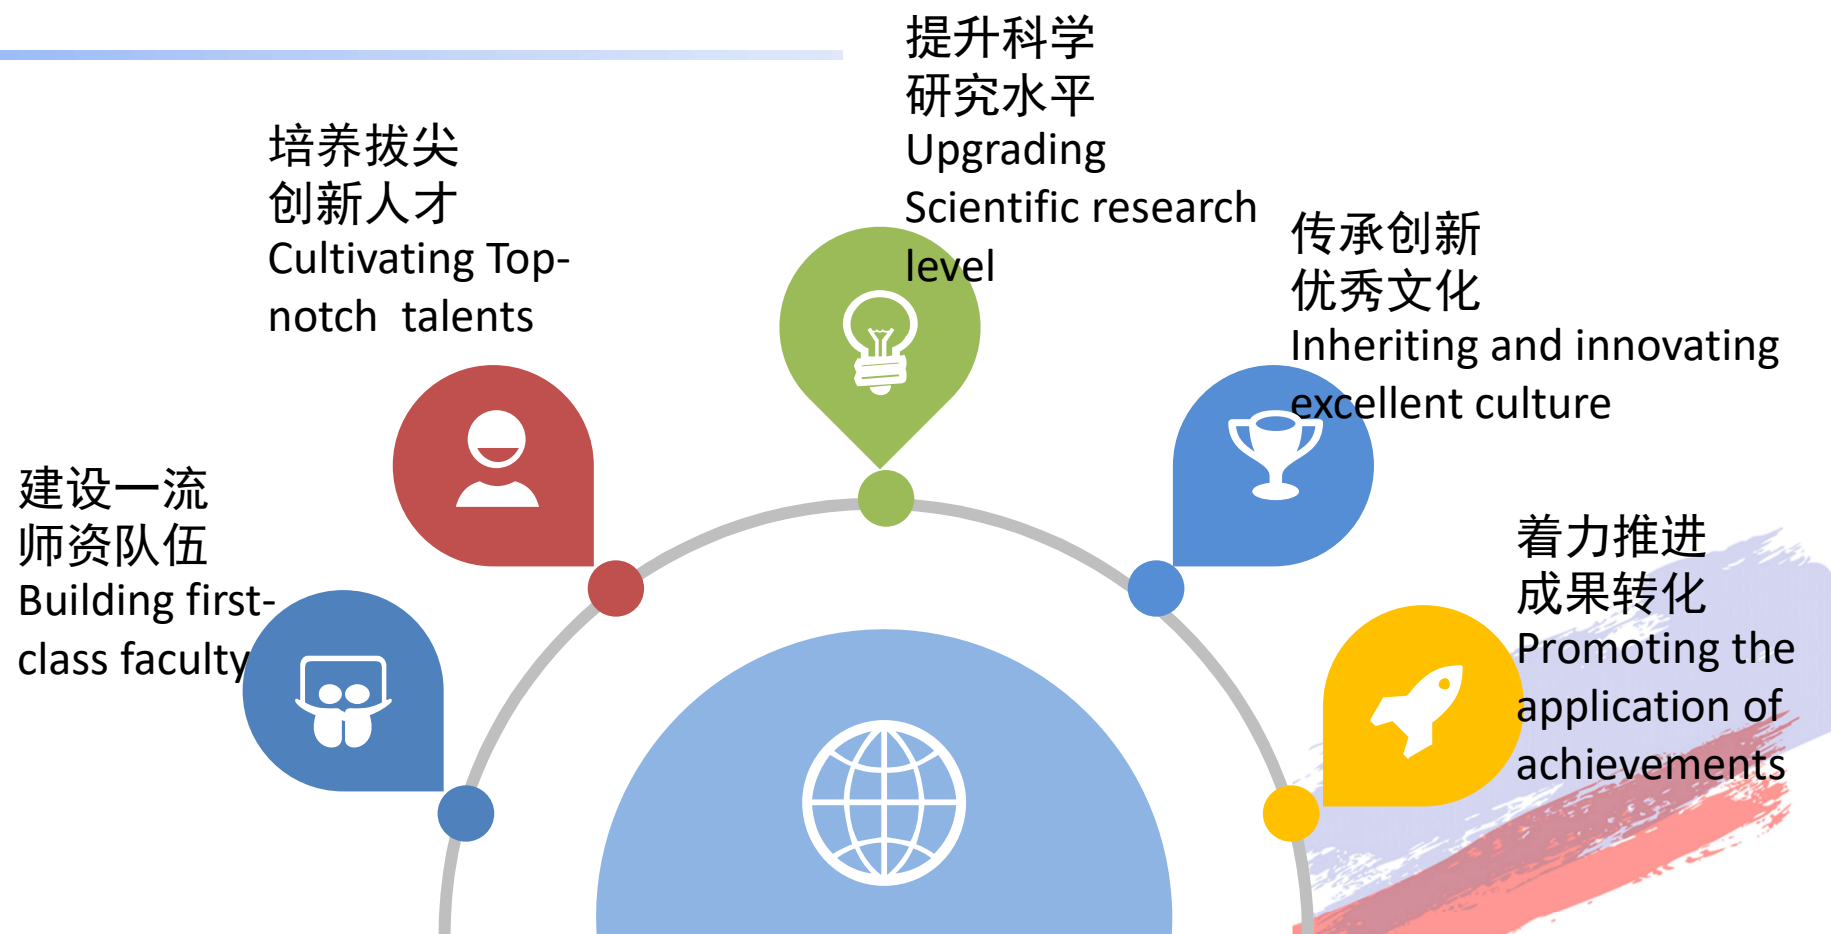 建设一流
师资队伍
Building first-
class faculty
培养拔尖
创新人才
Cultivating Top-
notch talents
提升科学
研究水平
Upgrading
Scientific research
level
传承创新
优秀文化
Inheriting and innovating
excellent culture
着力推进
成果转化
Promoting the
application of
achievements